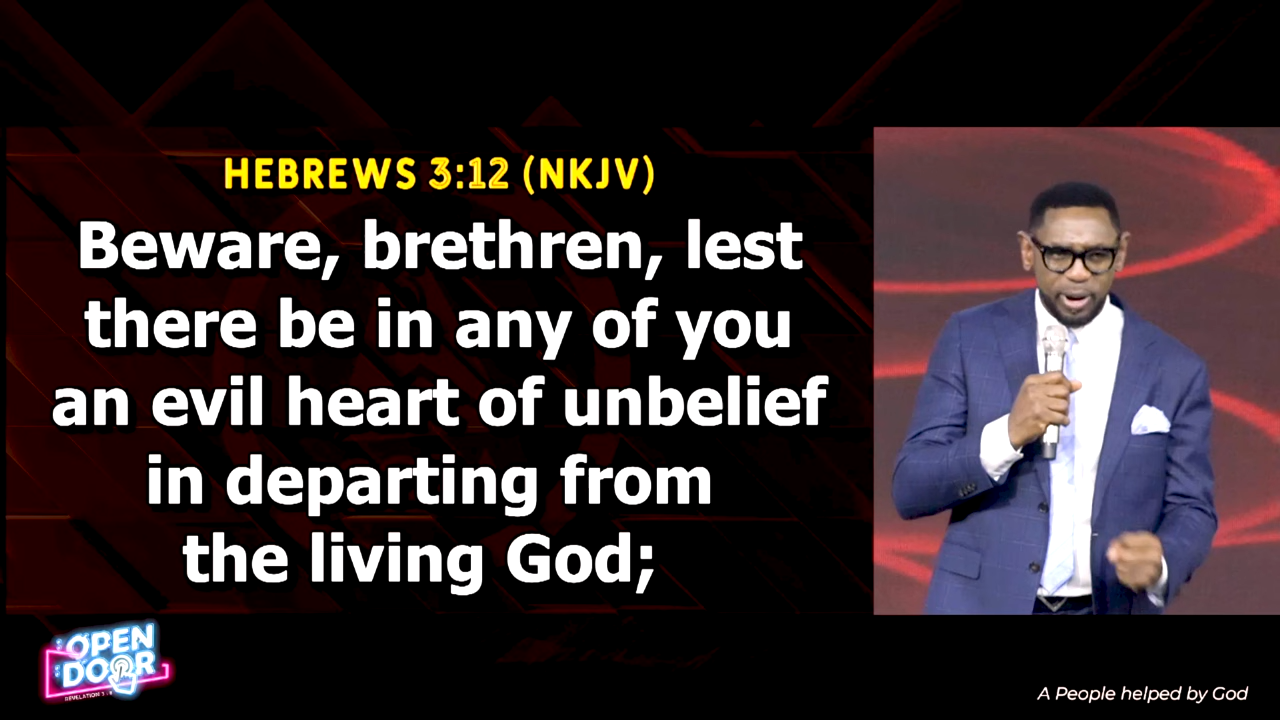 HEBREWS 3:12 (NKJV)
Beware, brethren, lest
there be in any of you
an evil heart of unbelief
in departing from
the living God;
OPEN
DOOR
A People helped by God